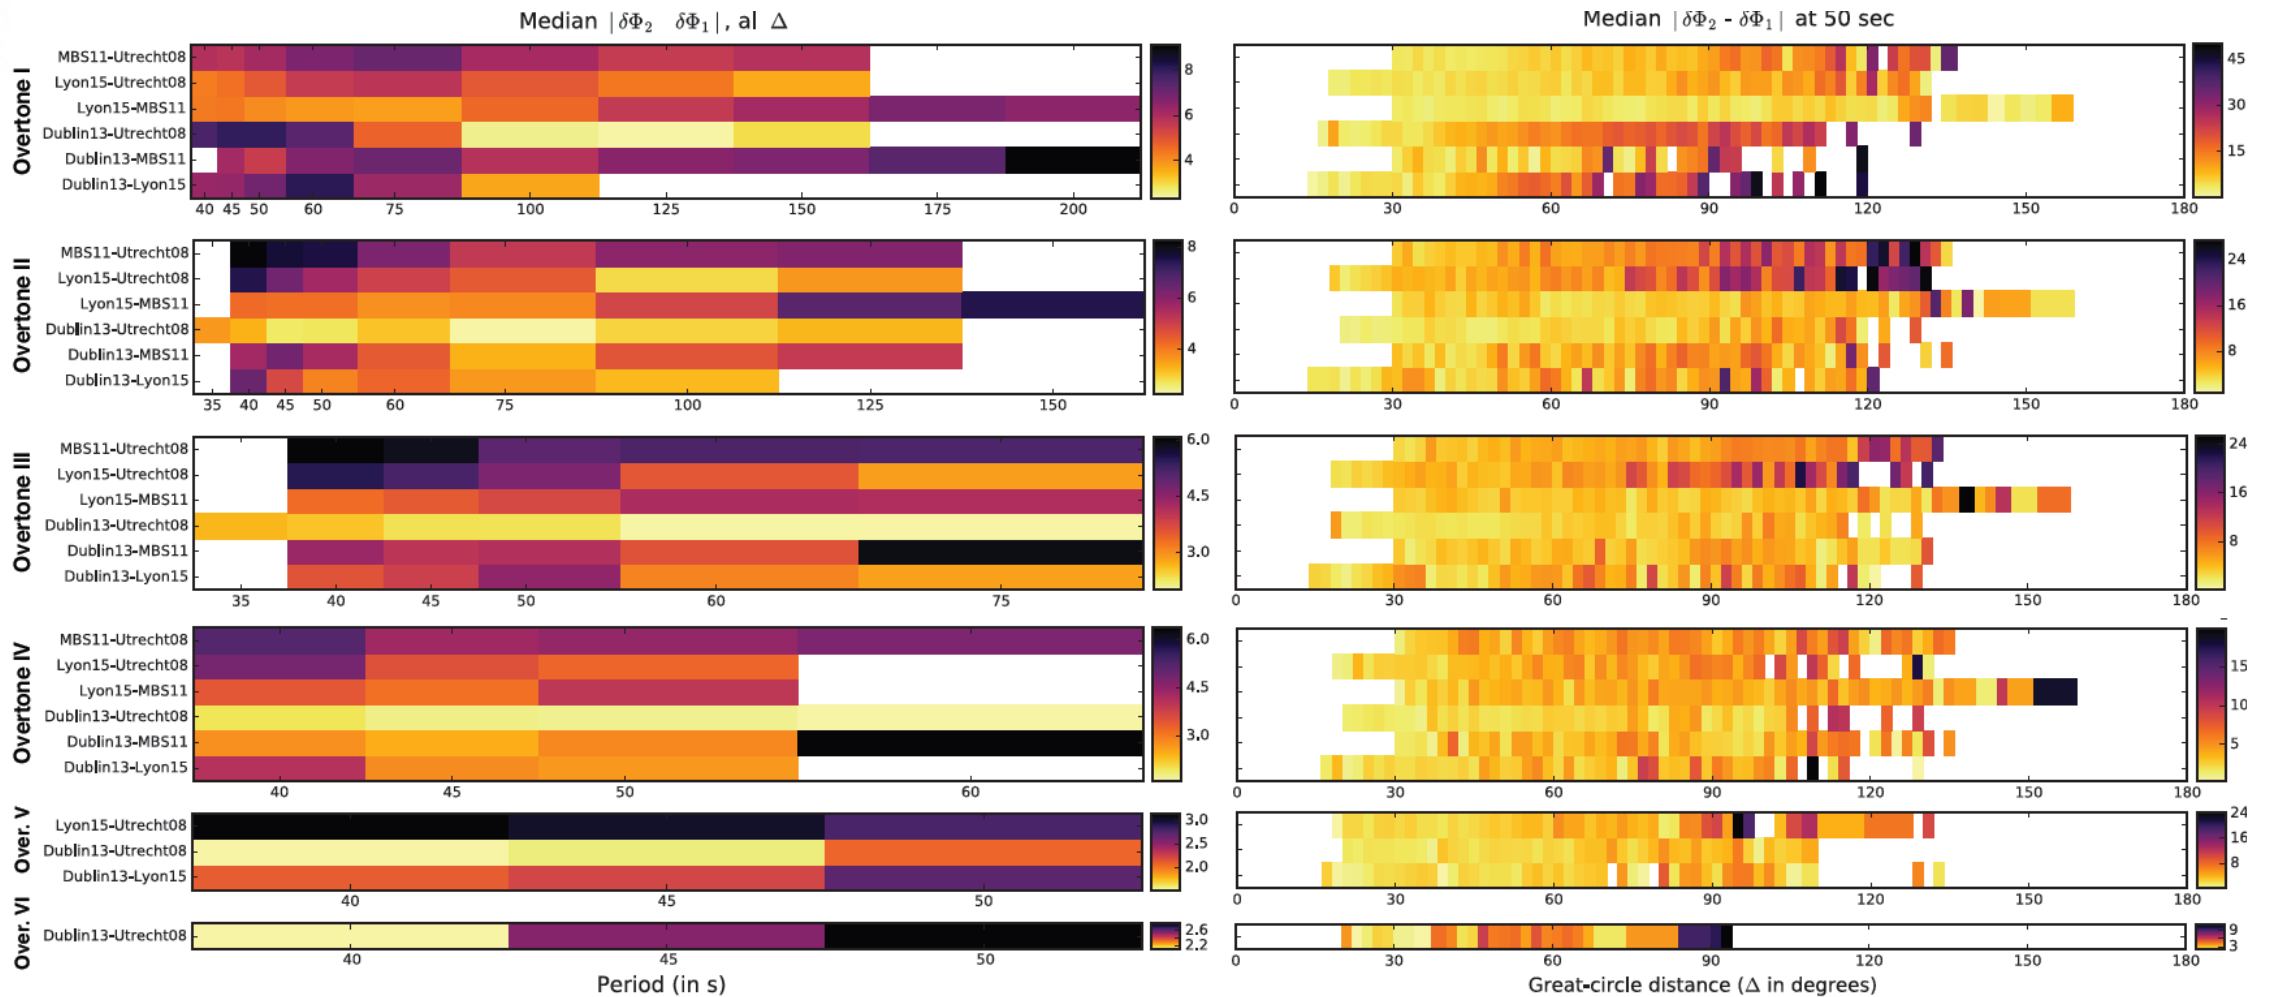 Median |δΦ₂ δΦ₁|, al Δ
Median |δΦ₂ - δΦ₁| at 50 sec
Overtone I
MBS11-Utrecht08
Lyon15-Utrecht08
Lyon15-MBS11
Dublin13-Utrecht08
Dublin13-MBS11
Dublin13-Lyon15
40 45 50 60 75 100 125 150 175 200
8
6
4
0 30 60 90 120 150 180
45
30
15
Overtone II
MBS11-Utrecht08
Lyon15-Utrecht08
Lyon15-MBS11
Dublin13-Utrecht08
Dublin13-MBS11
Dublin13-Lyon15
35 40 45 50 60 75 100 125 150
8
6
4
0 30 60 90 120 150 180
24
16
8
Overtone III
MBS11-Utrecht08
Lyon15-Utrecht08
Lyon15-MBS11
Dublin13-Utrecht08
Dublin13-MBS11
Dublin13-Lyon15
35 40 45 50 60 75
6.0
4.5
3.0
0 30 60 90 120 150 180
24
16
8
Overtone IV
MBS11-Utrecht08
Lyon15-Utrecht08
Lyon15-MBS11
Dublin13-Utrecht08
Dublin13-MBS11
Dublin13-Lyon15
40 45 50 60
6.0
4.5
3.0
0 30 60 90 120 150 180
15
10
5
Over. V
Lyon15-Utrecht08
Dublin13-Utrecht08
Dublin13-Lyon15
40 45 50
3.0
2.5
2.0
0 30 60 90 120 150 180
24
16
8
Over. VI
Dublin13-Utrecht08
40 45 50
2.6
2.2
0 30 60 90 120 150 180
9
3
Period (in s)
Great-circle distance (Δ in degrees)